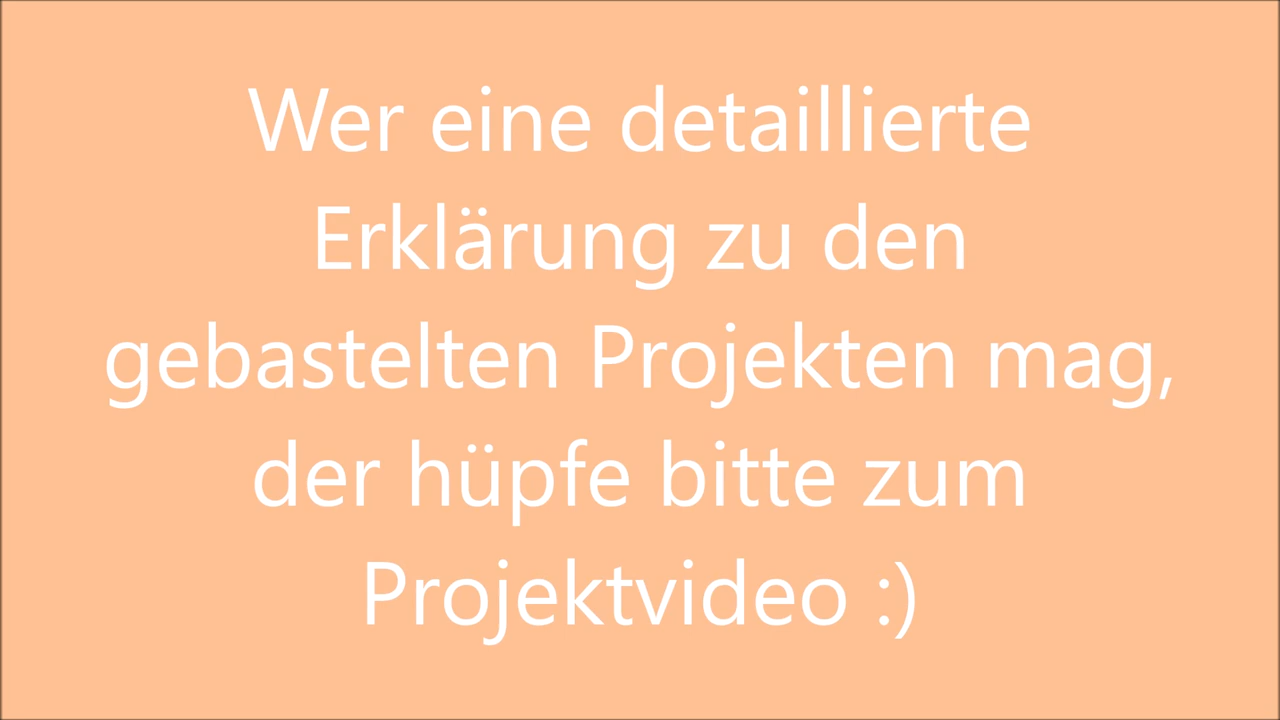 Wer eine detaillierte
Erklärung zu den
gebastelten Projekten mag,
der hüpfe bitte zum
Projektvideo :)